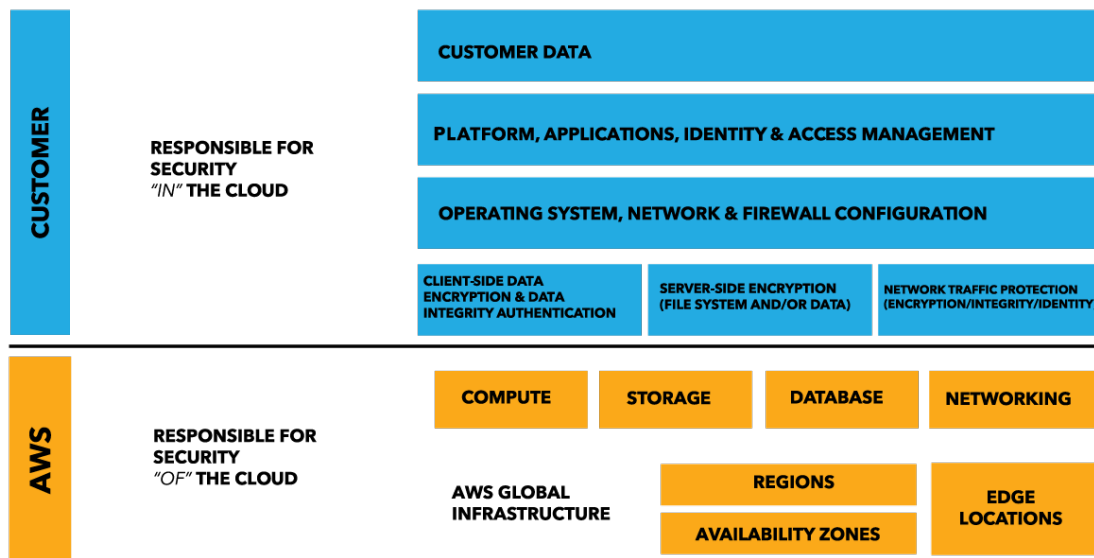 CUSTOMER
RESPONSIBLE FOR
SECURITY
"IN" THE CLOUD
CUSTOMER DATA
PLATFORM, APPLICATIONS, IDENTITY & ACCESS MANAGEMENT
OPERATING SYSTEM, NETWORK & FIREWALL CONFIGURATION
CLIENT-SIDE DATA
ENCRYPTION & DATA
INTEGRITY AUTHENTICATION
SERVER-SIDE ENCRYPTION
(FILE SYSTEM AND/OR DATA)
NETWORK TRAFFIC PROTECTION
(ENCRYPTION/INTEGRITY/IDENTITY)
AWS
RESPONSIBLE FOR
SECURITY
"OF" THE CLOUD
COMPUTE
STORAGE
DATABASE
NETWORKING
AWS GLOBAL
INFRASTRUCTURE
REGIONS
AVAILABILITY ZONES
EDGE
LOCATIONS